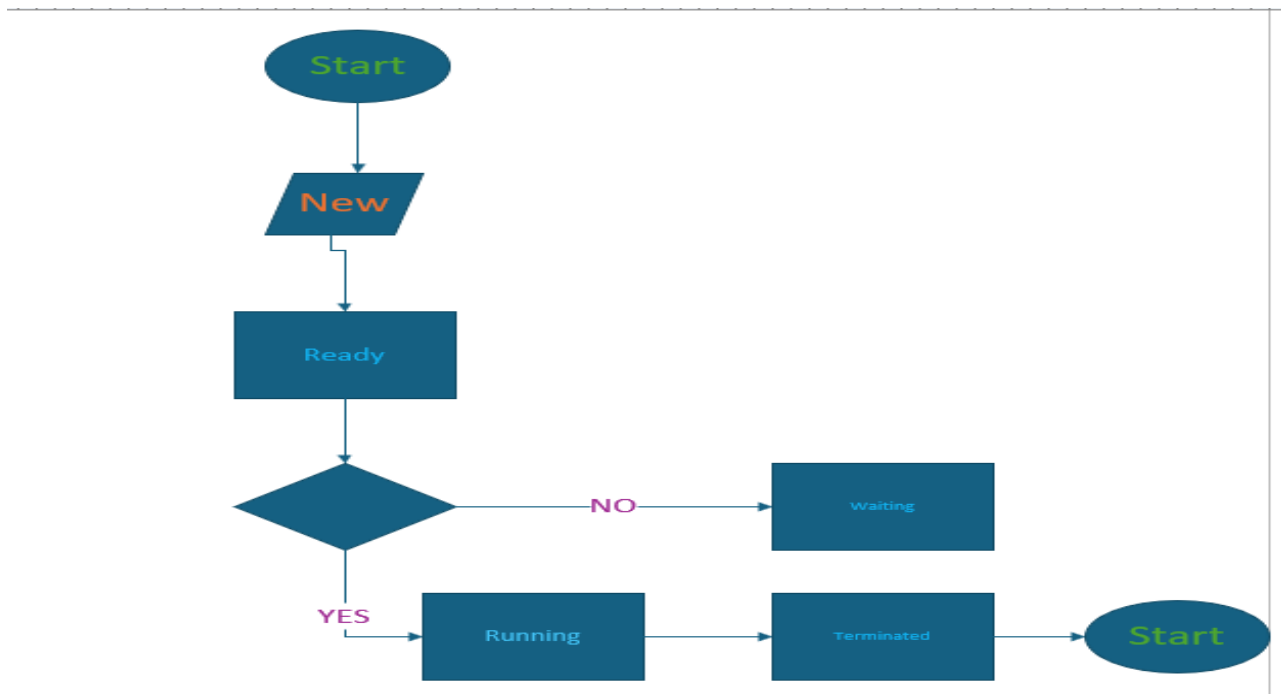 Start
New
Ready
NO
Waiting
YES
Running
Terminated
Start